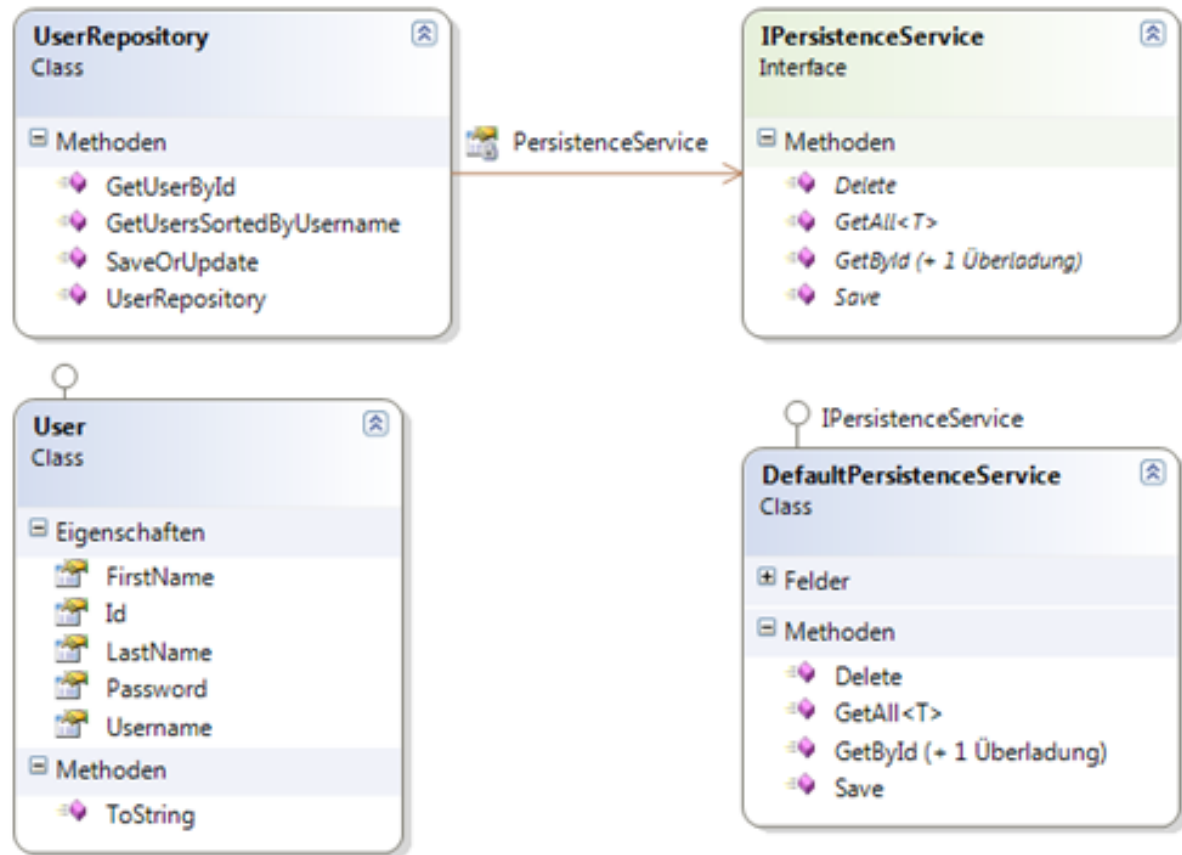 UserRepository
Class
Methoden
GetUserById
GetUsersSortedByUsername
SaveOrUpdate
UserRepository
PersistenceService
IPersistenceService
Interface
Methoden
Delete
GetAll<T>
GetById (+ 1 Überladung)
Save
User
Class
Eigenschaften
FirstName
Id
LastName
Password
Username
Methoden
ToString
IPersistenceService
DefaultPersistenceService
Class
Felder
Methoden
Delete
GetAll<T>
GetById (+ 1 Überladung)
Save